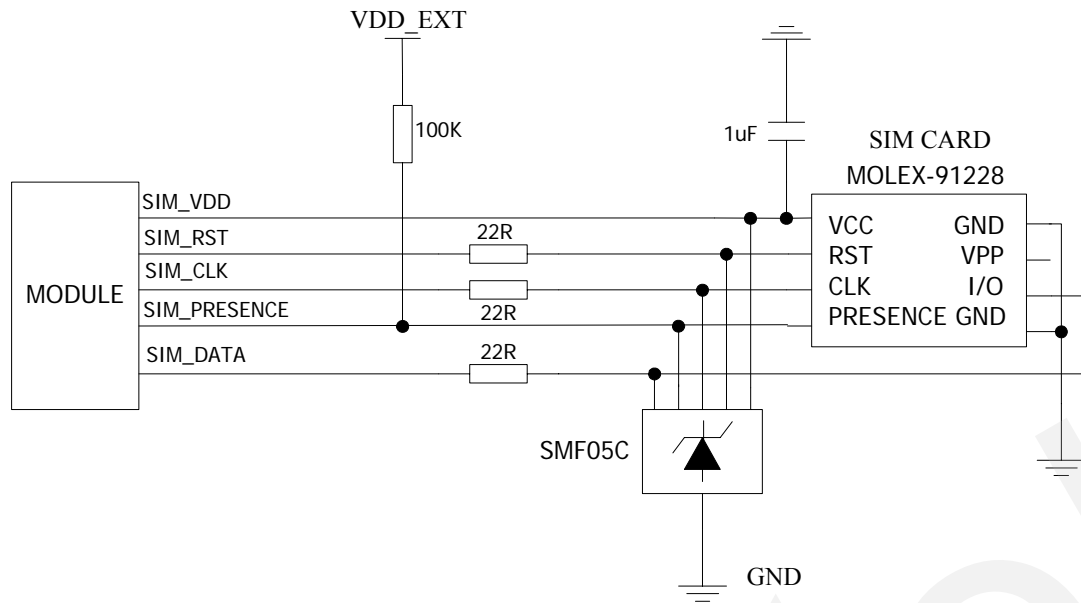 VDD_EXT
100K
1uF
SIM CARD
MOLEX-91228
MODULE
SIM_VDD
SIM_RST
22R
SIM_CLK
22R
SIM_PRESENCE
SIM_DATA
22R
VCC GND
RST VPP
CLK I/O
PRESENCE GND
SMF05C
GND